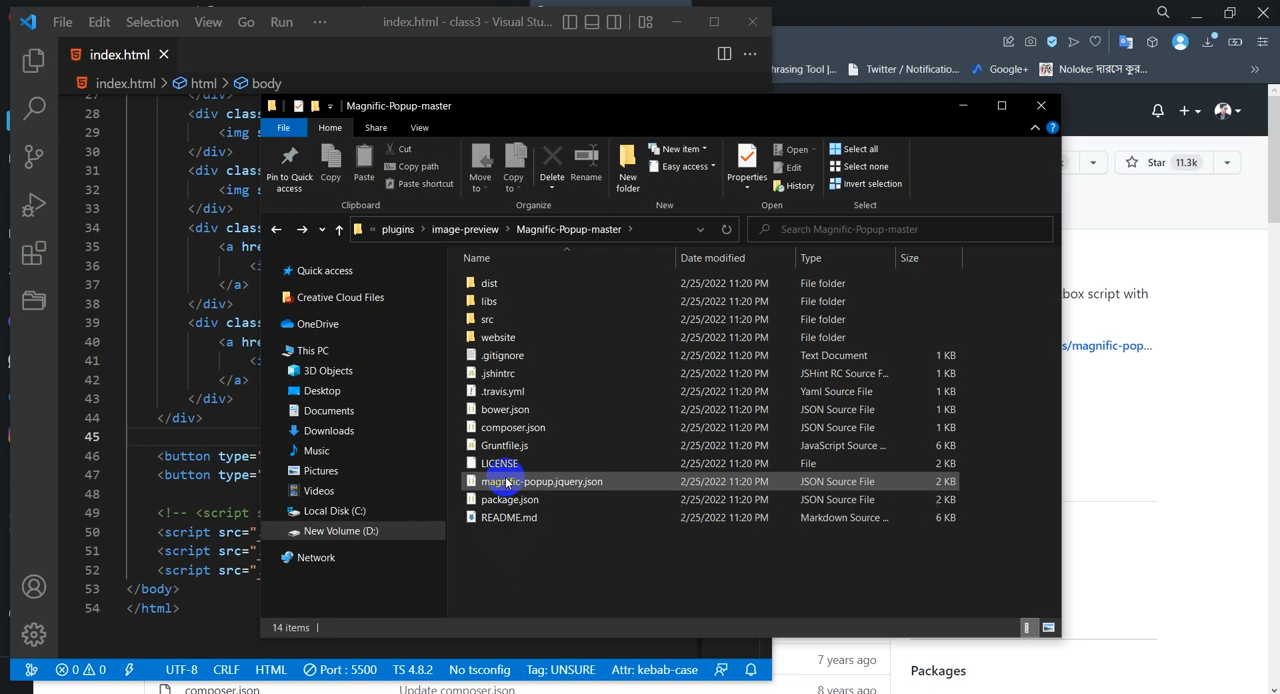 File Edit Selection View Go Run ··· index.html - class3 - Visual Stu...
index.html
index.html > html > body
hrasing Tool |... Twitter / Notificatio... Google+ Noloke: দারসে কুর... »
28 <div clas
29 <img s
30 </div>
31 <div clas
32 <img s
33 </div>
34 <div clas
35 <a hre
36 <i
37 </a>
38 </div>
39 <div clas
40 <a hre
41 <i
42 </a>
43 </div>
44 </div>
45
46 <button type="
47 <button type="
48
49 <!-- <script s
50 <script src="
51 <script src="
52 <script src="
53 </body>
54 </html>
Magnific-Popup-master
File Home Share View
Pin to Quick access
Copy
Paste
Cut
Copy path
Paste shortcut
Clipboard
Move to
Copy to
Delete
Rename
Organize
New folder
New item
Easy access
New
Properties
Open
Edit
History
Open
Select all
Select none
Invert selection
Select
« plugins > image-preview > Magnific-Popup-master >
Search Magnific-Popup-master
Quick access
Creative Cloud Files
OneDrive
This PC
3D Objects
Desktop
Documents
Downloads
Music
Pictures
Videos
Local Disk (C:)
New Volume (D:)
Network
Name Date modified Type Size
dist 2/25/2022 11:20 PM File folder
libs 2/25/2022 11:20 PM File folder
src 2/25/2022 11:20 PM File folder
website 2/25/2022 11:20 PM File folder
.gitignore 2/25/2022 11:20 PM Text Document 1 KB
.jshintrc 2/25/2022 11:20 PM JSHint RC Source F... 1 KB
.travis.yml 2/25/2022 11:20 PM Yaml Source File 1 KB
bower.json 2/25/2022 11:20 PM JSON Source File 1 KB
composer.json 2/25/2022 11:20 PM JSON Source File 1 KB
Gruntfile.js 2/25/2022 11:20 PM JavaScript Source ... 6 KB
LICENSE 2/25/2022 11:20 PM File 2 KB
magnific-popup.jquery.json 2/25/2022 11:20 PM JSON Source File 2 KB
package.json 2/25/2022 11:20 PM JSON Source File 1 KB
README.md 2/25/2022 11:20 PM Markdown Source ... 6 KB
14 items
Star 11.3k
box script with
s/magnific-pop...
7 years ago
Packages
composer.json Update composer.json 8 years ago
0 0 UTF-8 CRLF HTML Port : 5500 TS 4.8.2 No tsconfig Tag: UNSURE Attr: kebab-case